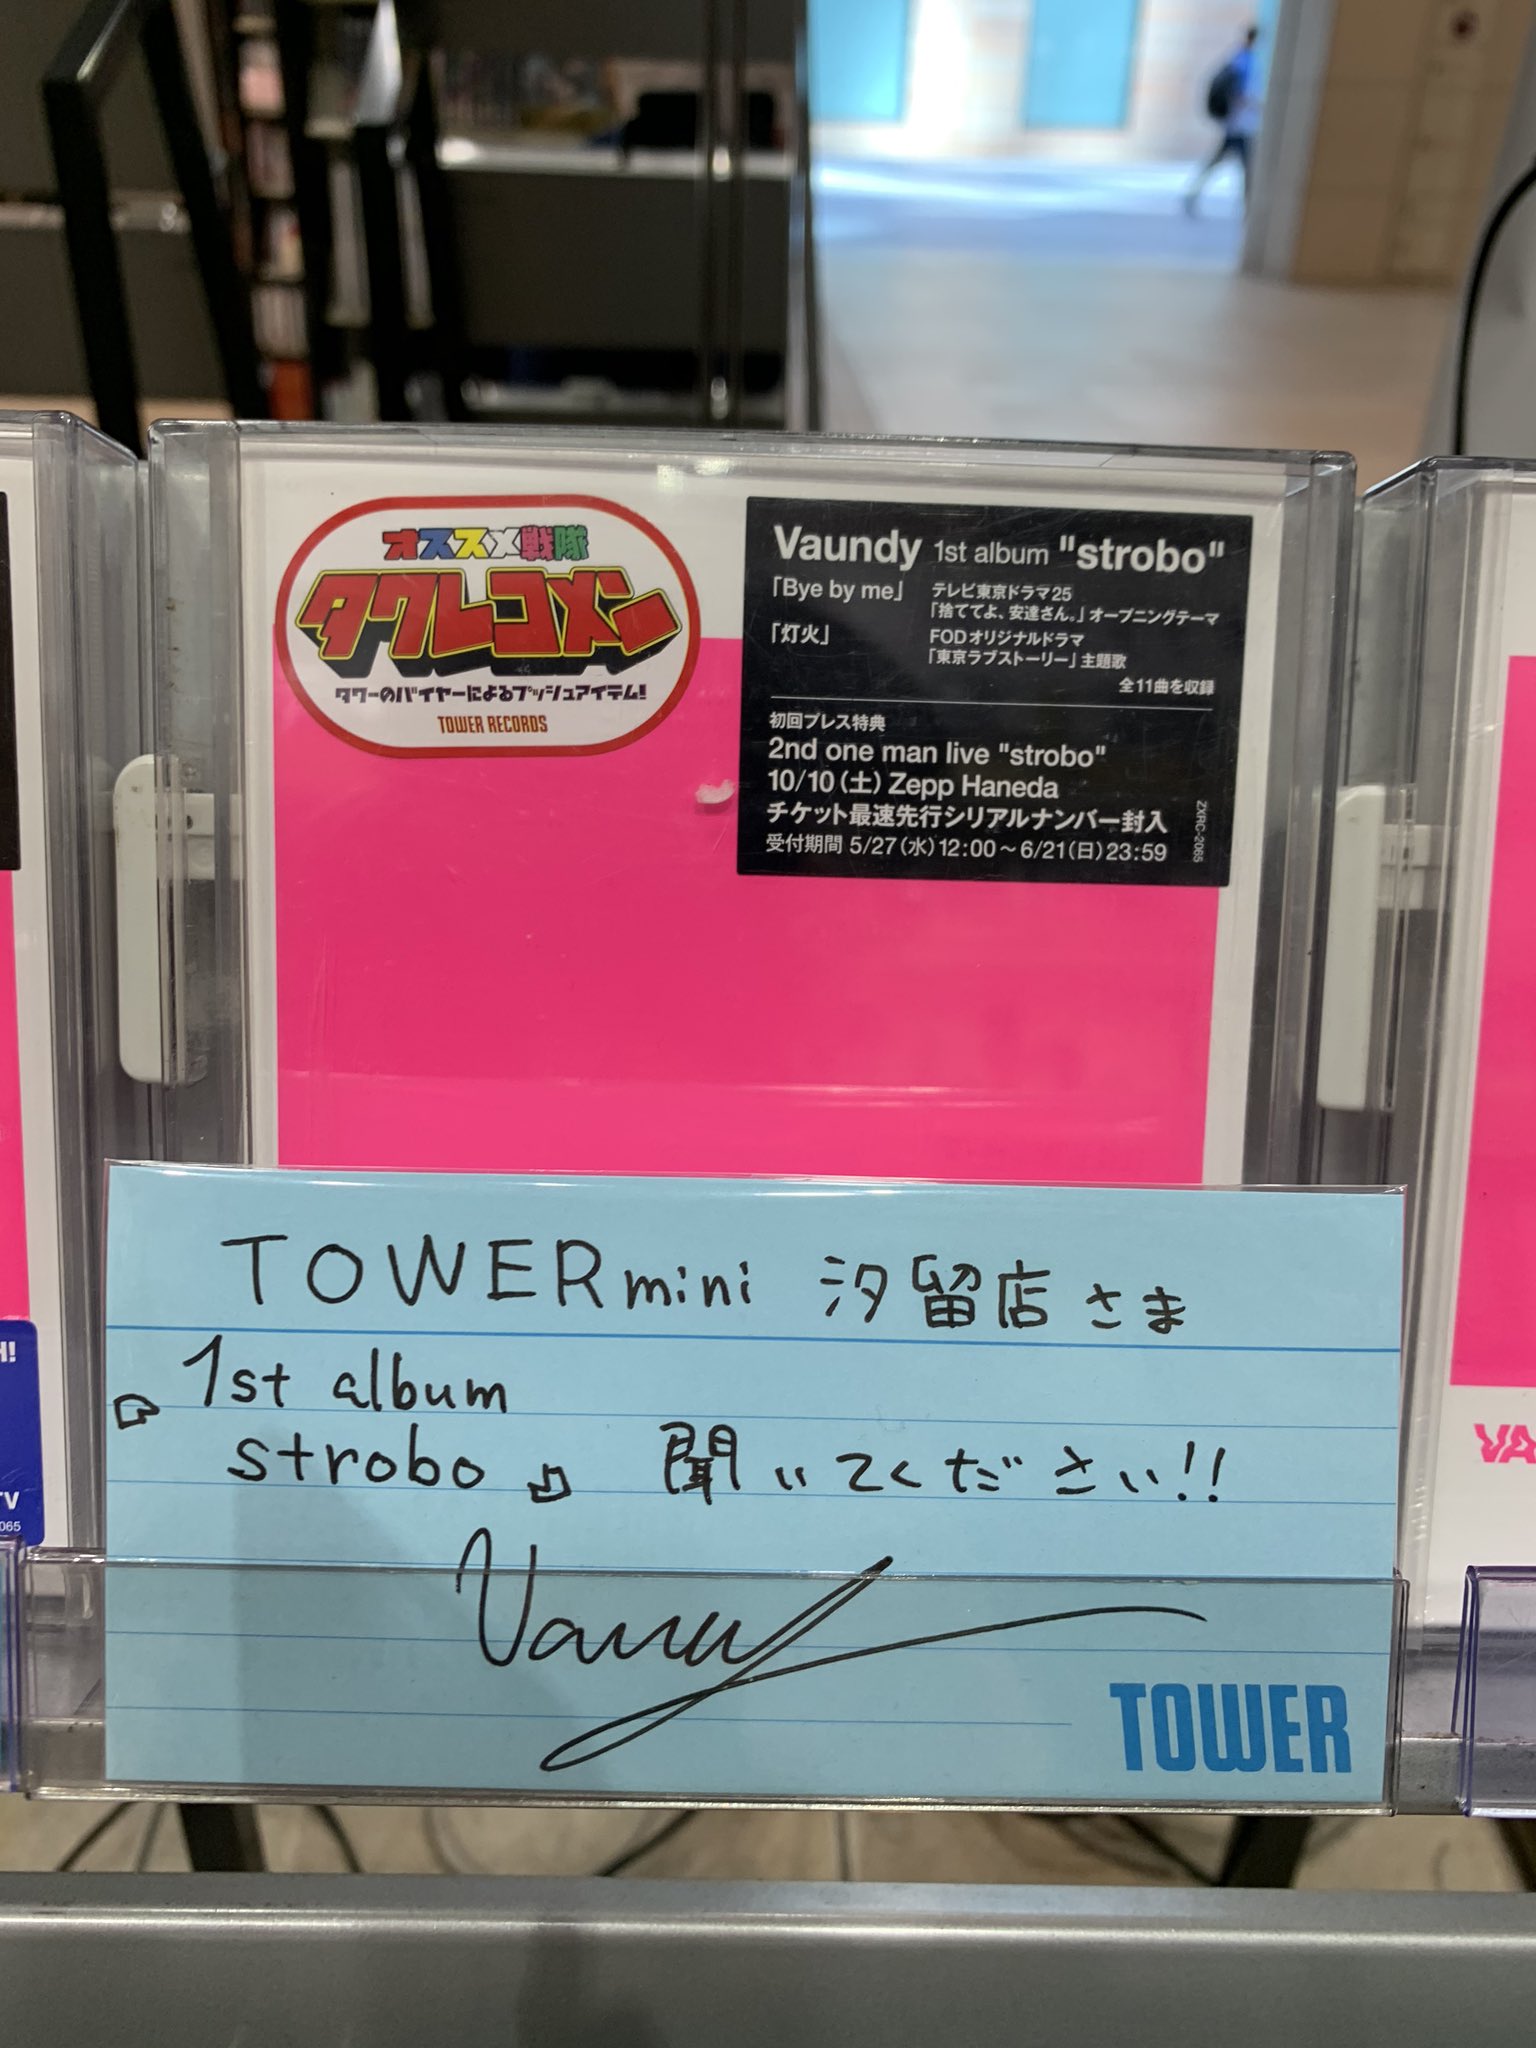 オススメ戦隊
タワレコメン
タワーのバイヤーによるプッシュアイテム!
TOWER RECORDS
Vaundy 1st album "strobo"
「Bye by me」 テレビ東京ドラマ25
「捨ててよ、安達さん。」オープニングテーマ
「灯火」 FODオリジナルドラマ
「東京ラブストーリー」主題歌
全11曲を収録
初回プレス特典
2nd one man live "strobo"
10/10(土) Zepp Haneda
チケット最速先行シリアルナンバー封入
受付期間 5/27(水)12:00〜6/21(日)23:59
ZXRC-2065
TOWERmini 汐留店さま
1st album
strobo 聞いてください!!
Vaundy
TOWER
H!
TV
065
VA